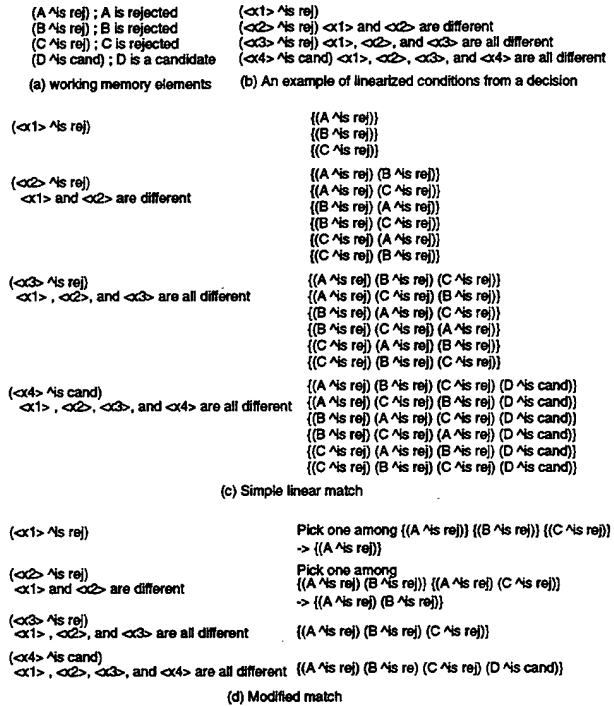 (A ^is rej) ; A is rejected
(B ^is rej) ; B is rejected
(C ^is rej) ; C is rejected
(D ^is cand) ; D is a candidate
(a) working memory elements
(<x1> ^is rej)
(<x2> ^is rej) <x1> and <x2> are different
(<x3> ^is rej) <x1>, <x2>, and <x3> are all different
(<x4> ^is cand) <x1>, <x2>, <x3>, and <x4> are all different
(b) An example of linearized conditions from a decision
(<x1> ^is rej)
{(A ^is rej)}
{(B ^is rej)}
{(C ^is rej)}
(<x2> ^is rej)
<x1> and <x2> are different
{(A ^is rej) (B ^is rej)}
{(A ^is rej) (C ^is rej)}
{(B ^is rej) (A ^is rej)}
{(B ^is rej) (C ^is rej)}
{(C ^is rej) (A ^is rej)}
{(C ^is rej) (B ^is rej)}
(<x3> ^is rej)
<x1> , <x2>, and <x3> are all different
{(A ^is rej) (B ^is rej) (C ^is rej)}
{(A ^is rej) (C ^is rej) (B ^is rej)}
{(B ^is rej) (A ^is rej) (C ^is rej)}
{(B ^is rej) (C ^is rej) (A ^is rej)}
{(C ^is rej) (A ^is rej) (B ^is rej)}
{(C ^is rej) (B ^is rej) (C ^is rej)}
(<x4> ^is cand)
<x1> , <x2>, <x3>, and <x4> are all different
{(A ^is rej) (B ^is rej) (C ^is rej) (D ^is cand)}
{(A ^is rej) (C ^is rej) (B ^is rej) (D ^is cand)}
{(B ^is rej) (A ^is rej) (C ^is rej) (D ^is cand)}
{(B ^is rej) (C ^is rej) (A ^is rej) (D ^is cand)}
{(C ^is rej) (A ^is rej) (B ^is rej) (D ^is cand)}
{(C ^is rej) (B ^is rej) (C ^is rej) (D ^is cand)}
(c) Simple linear match
(<x1> ^is rej)
Pick one among {(A ^is rej)} {(B ^is rej)} {(C ^is rej)}
-> {(A ^is rej)}
(<x2> ^is rej)
<x1> and <x2> are different
Pick one among
{(A ^is rej) (B ^is rej)} {(A ^is rej) (C ^is rej)}
-> {(A ^is rej) (B ^is rej)}
(<x3> ^is rej)
<x1> , <x2>, and <x3> are all different
{(A ^is rej) (B ^is rej) (C ^is rej)}
(<x4> ^is cand)
<x1> , <x2>, <x3>, and <x4> are all different
{(A ^is rej) (B ^is re) (C ^is rej) (D ^is cand)}
(d) Modified match